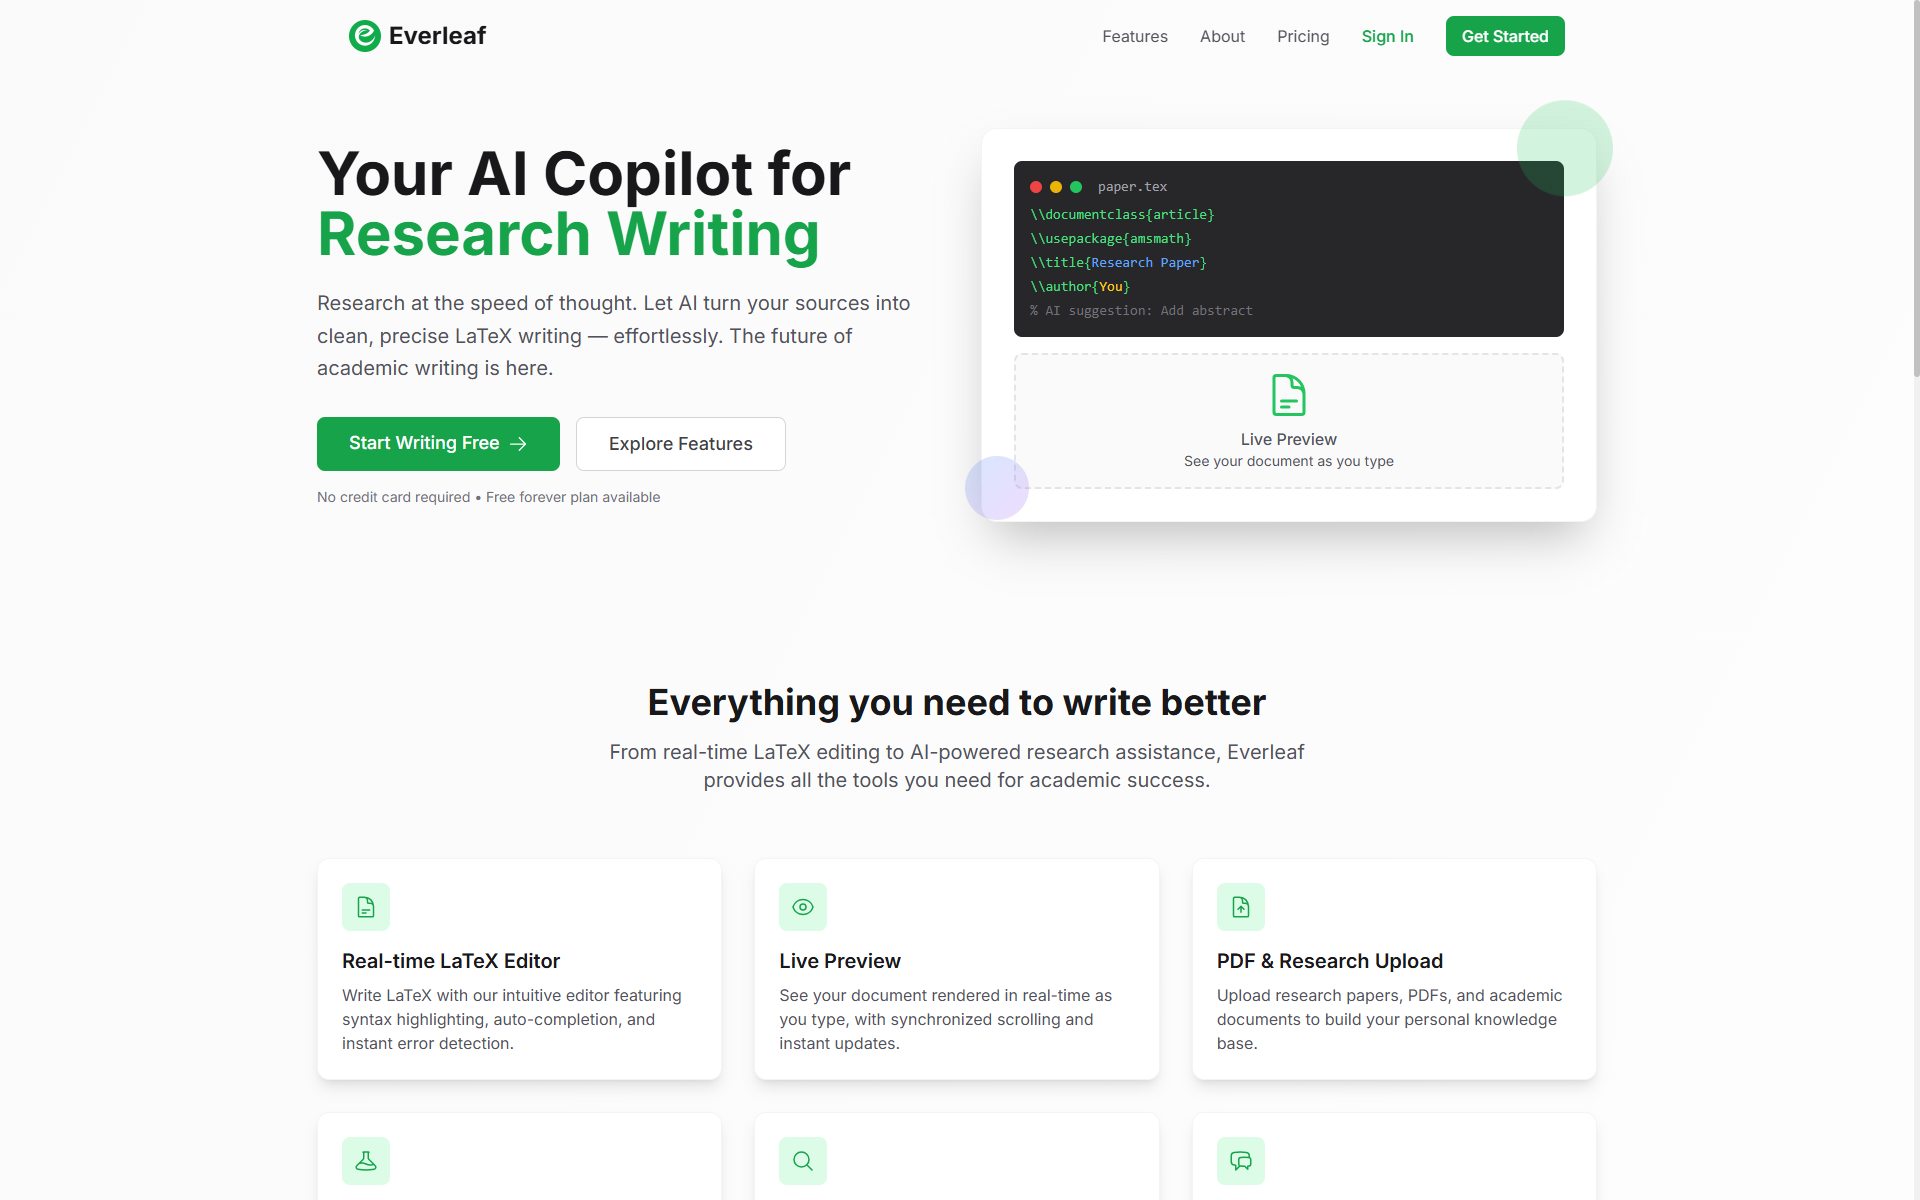 Everleaf
Features
About
Pricing
Sign In
Get Started
Your AI Copilot for
Research Writing
Research at the speed of thought. Let AI turn your sources into
clean, precise LaTeX writing — effortlessly. The future of
academic writing is here.
Start Writing Free →
Explore Features
No credit card required • Free forever plan available
paper.tex
\\documentclass{article}
\\usepackage{amsmath}
\\title{Research Paper}
\\author{You}
% AI suggestion: Add abstract
Live Preview
See your document as you type
Everything you need to write better
From real-time LaTeX editing to AI-powered research assistance, Everleaf
provides all the tools you need for academic success.
Real-time LaTeX Editor
Write LaTeX with our intuitive editor featuring
syntax highlighting, auto-completion, and
instant error detection.
Live Preview
See your document rendered in real-time as
you type, with synchronized scrolling and
instant updates.
PDF & Research Upload
Upload research papers, PDFs, and academic
documents to build your personal knowledge
base.